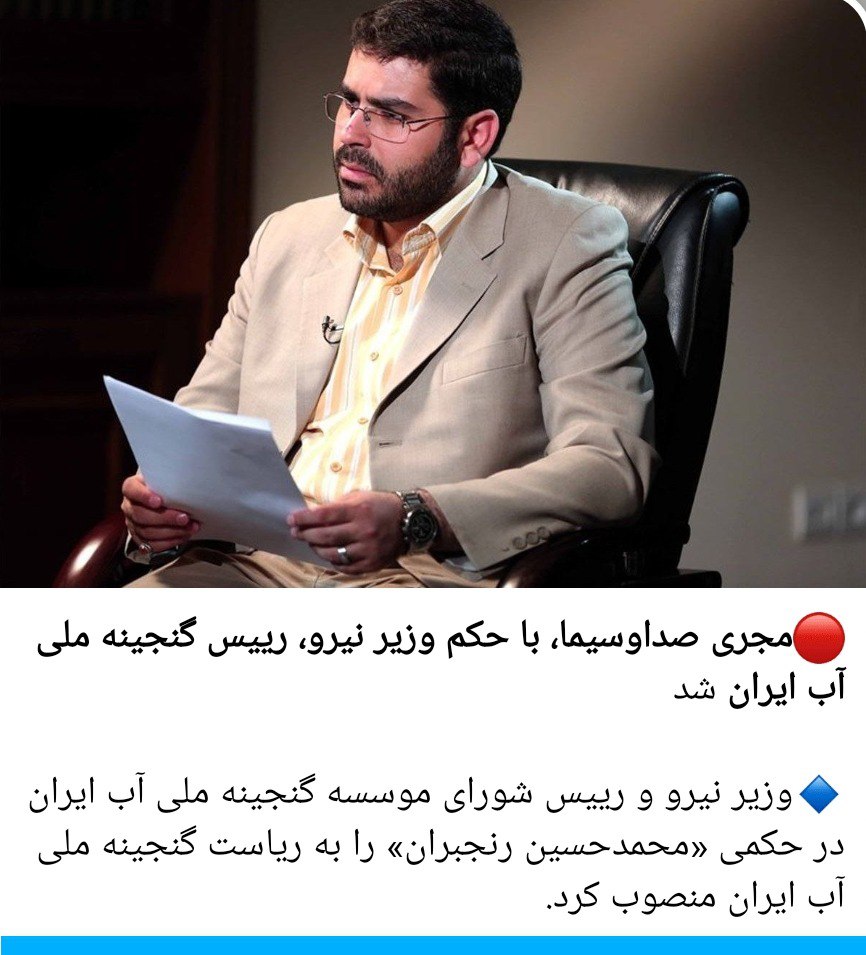 🔴مجری صداوسیما، با حکم وزیر نیرو، رییس گنجینه ملی
آب ایران شد
🔷وزیر نیرو و رییس شورای موسسه گنجینه ملی آب ایران
در حکمی «محمدحسین رنجبران» را به ریاست گنجینه ملی
آب ایران منصوب کرد.